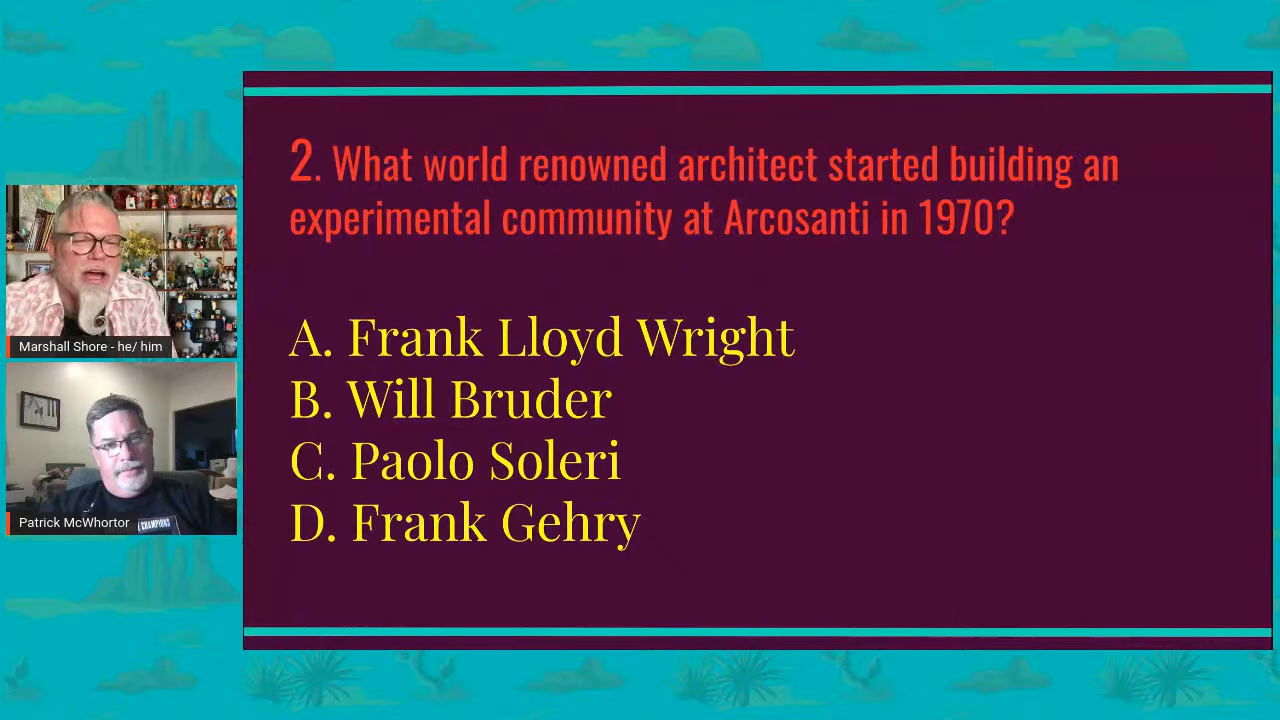 2. What world renowned architect started building an
experimental community at Arcosanti in 1970?
A. Frank Lloyd Wright
B. Will Bruder
C. Paolo Soleri
D. Frank Gehry
Marshall Shore - he/ him
Patrick McWhortor
CHAMPIONS